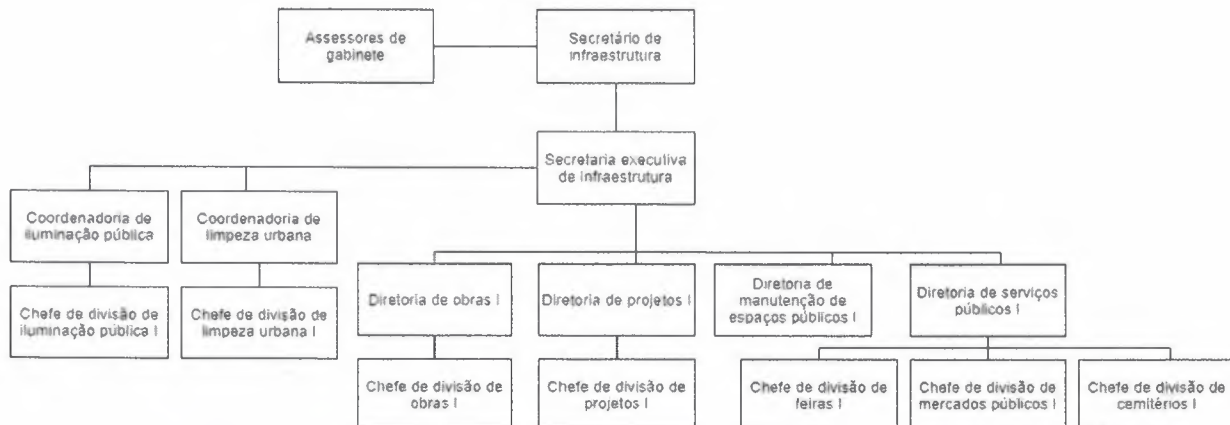 Assessores de
gabinete
Secretário de
infraestrutura
Secretaria executiva
de infraestrutura
Coordenadoria de
iluminação pública
Coordenadoria de
limpeza urbana
Chefe de divisão de
iluminação pública I
Chefe de divisão de
limpeza urbana I
Diretoria de obras I
Diretoria de projetos I
Diretoria de
manutenção de
espaços públicos I
Diretoria de serviços
públicos I
Chefe de divisão de
obras I
Chefe de divisão de
projetos I
Chefe de divisão de
feiras I
Chefe de divisão de
mercados públicos I
Chefe de divisão de
cemitérios I